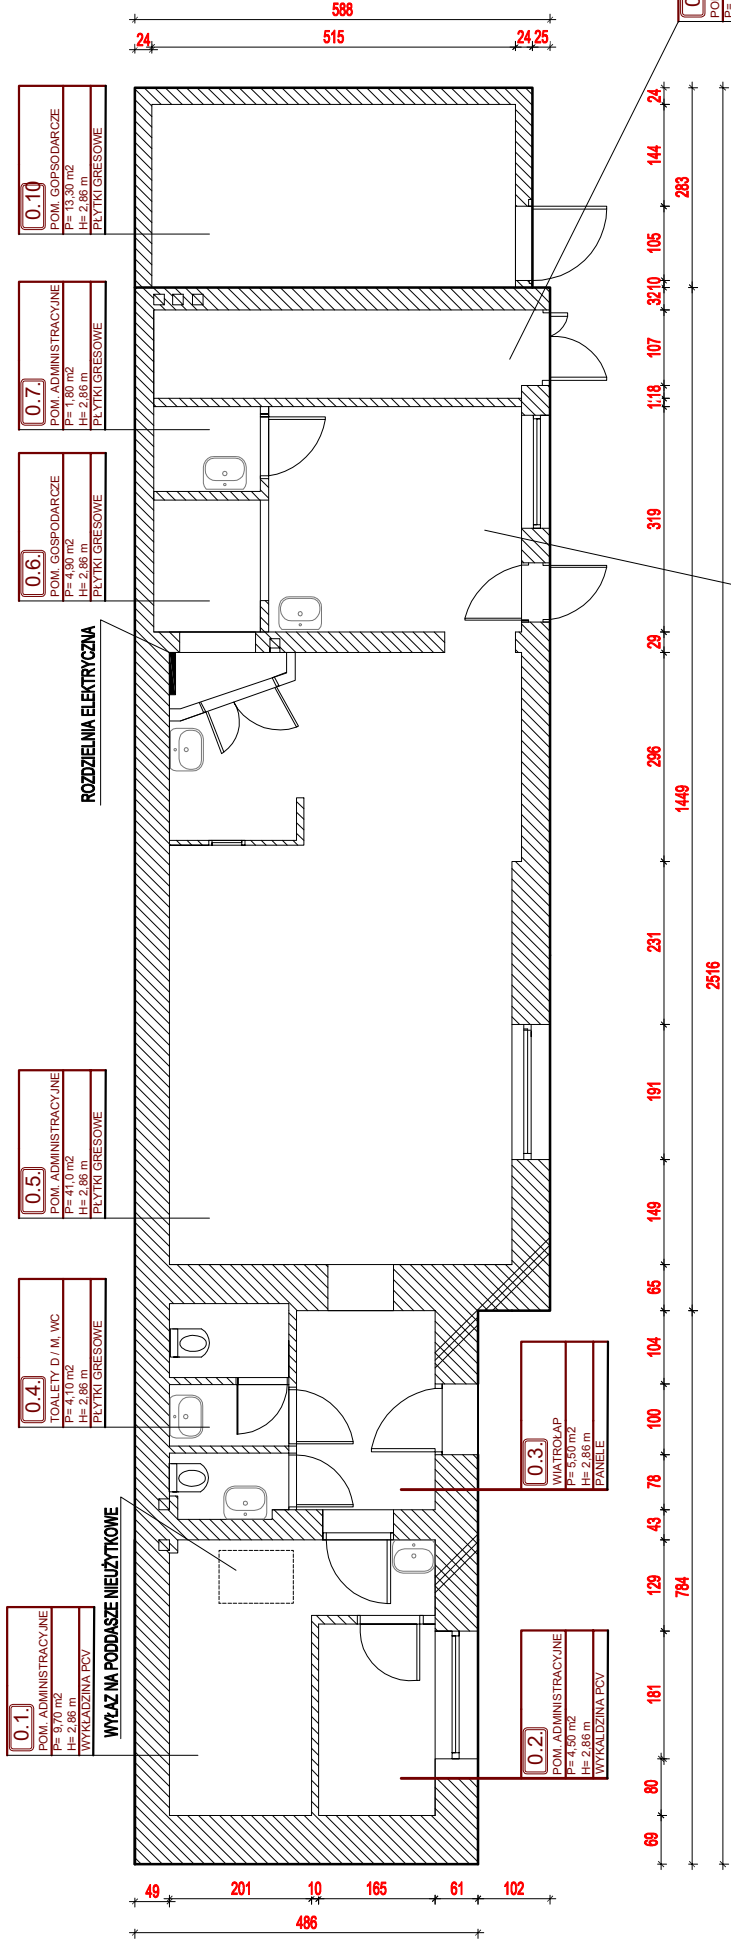 588
24
515
24
25
0.10
POM. GOPSODARCZE
P= 13,30 m2
H= 2,86 m
PŁYTKI GRESOWE
0.7.
POM. ADMINISTRACYJNE
P= 1,80 m2
H= 2,86 m
PŁYTKI GRESOWE
0.6.
POM. GOSPODARCZE
P= 4,90 m2
H= 2,86 m
PŁYTKI GRESOWE
ROZDZIELNIA ELEKTRYCZNA
0.5.
POM. ADMINISTRACYJNE
P= 41,0 m2
H= 2,86 m
PŁYTKI GRESOWE
0.4.
TOALETY D / M, WC
P= 4,10 m2
H= 2,86 m
PŁYTKI GRESOWE
0.3.
WIATROŁAP
P= 5,50 m2
H= 2,86 m
PANELE
WYŁAZ NA PODDASZE NIEUŻYTKOWE
0.1.
POM. ADMINISTRACYJNE
P= 9,70 m2
H= 2,86 m
WYKŁADZINA PCV
0.2.
POM. ADMINISTRACYJNE
P= 4,50 m2
H= 2,86 m
WYKAŁDZINA PCV
24
144
105
10
32
107
18
319
29
296
231
191
149
65
104
100
78
43
129
181
80
69
283
1449
784
2516
49
201
10
165
61
102
486